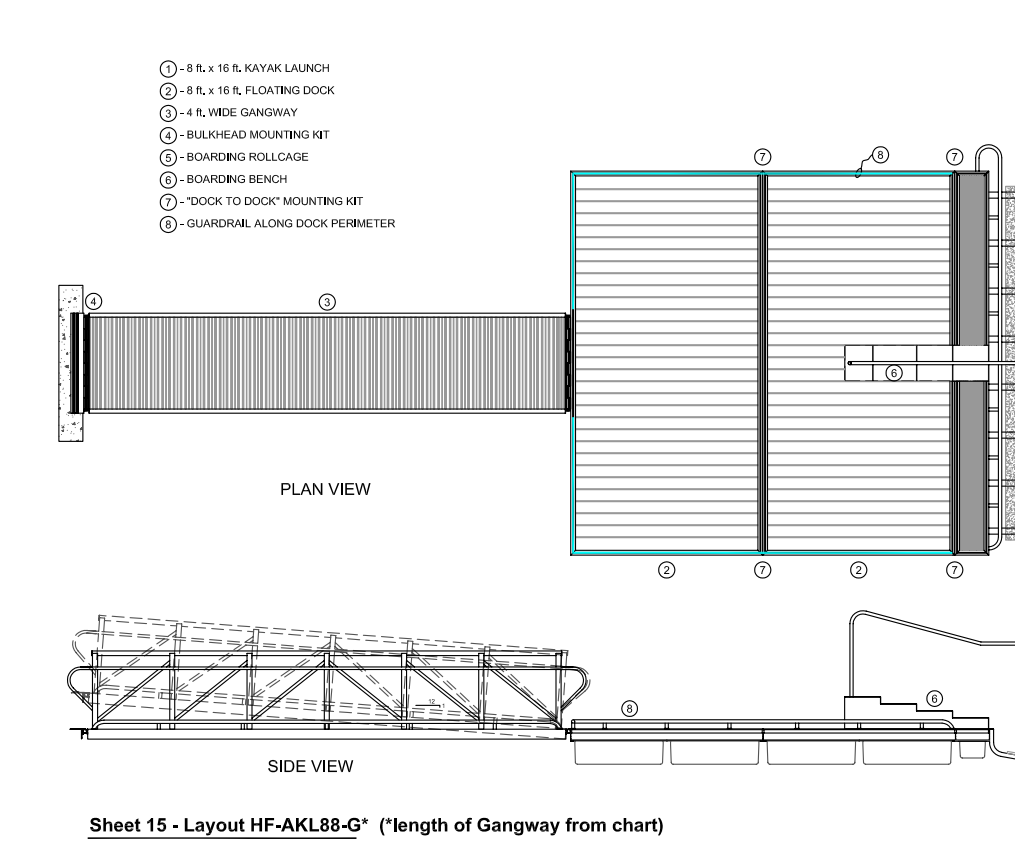 1 - 8 ft. x 16 ft. KAYAK LAUNCH
2 - 8 ft. x 16 ft. FLOATING DOCK
3 - 4 ft. WIDE GANGWAY
4 - BULKHEAD MOUNTING KIT
5 - BOARDING ROLLCAGE
6 - BOARDING BENCH
7 - "DOCK TO DOCK" MOUNTING KIT
8 - GUARDRAIL ALONG DOCK PERIMETER
7 8 7
4 3
6
PLAN VIEW
2 7 2 7
12
1
8 6
SIDE VIEW
Sheet 15 - Layout HF-AKL88-G* (*length of Gangway from chart)